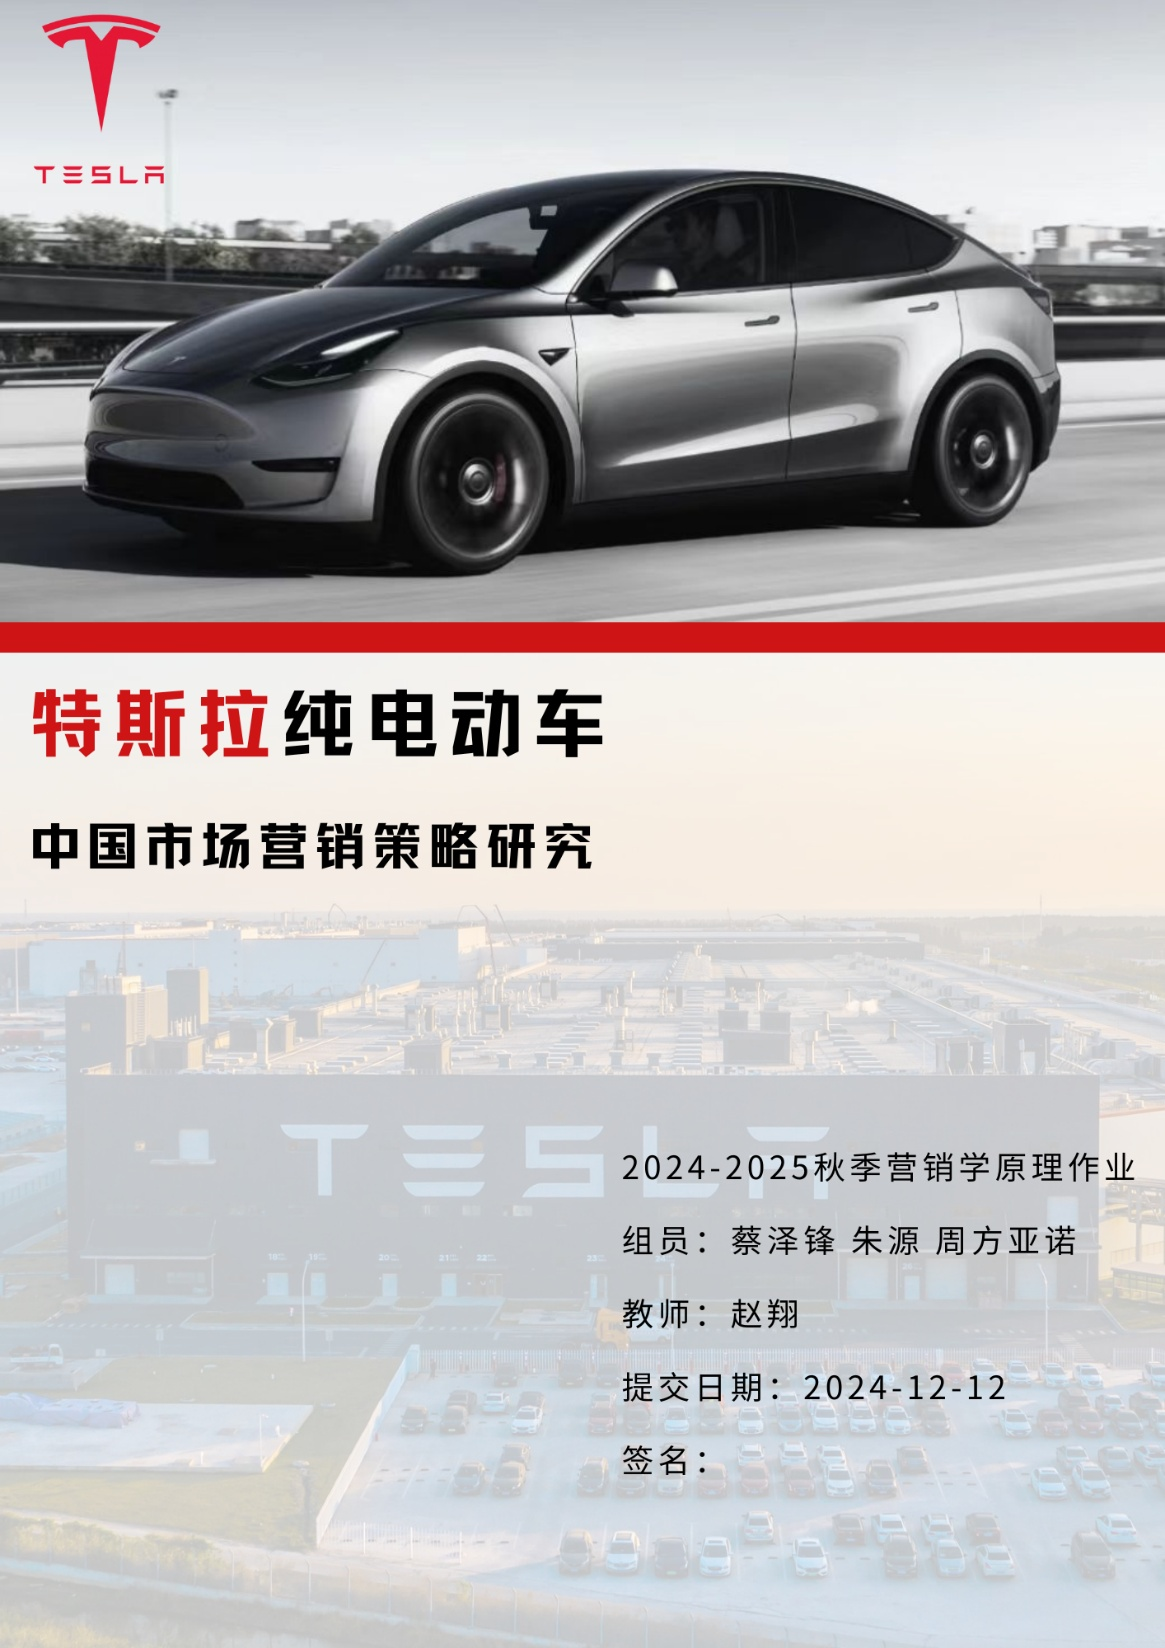 TESLA
特斯拉纯电动车
中国市场营销策略研究
TESLA
2024-2025秋季营销学原理作业
组员：蔡泽锋 朱源 周方亚诺
教师：赵翔
提交日期：2024-12-12
签名：